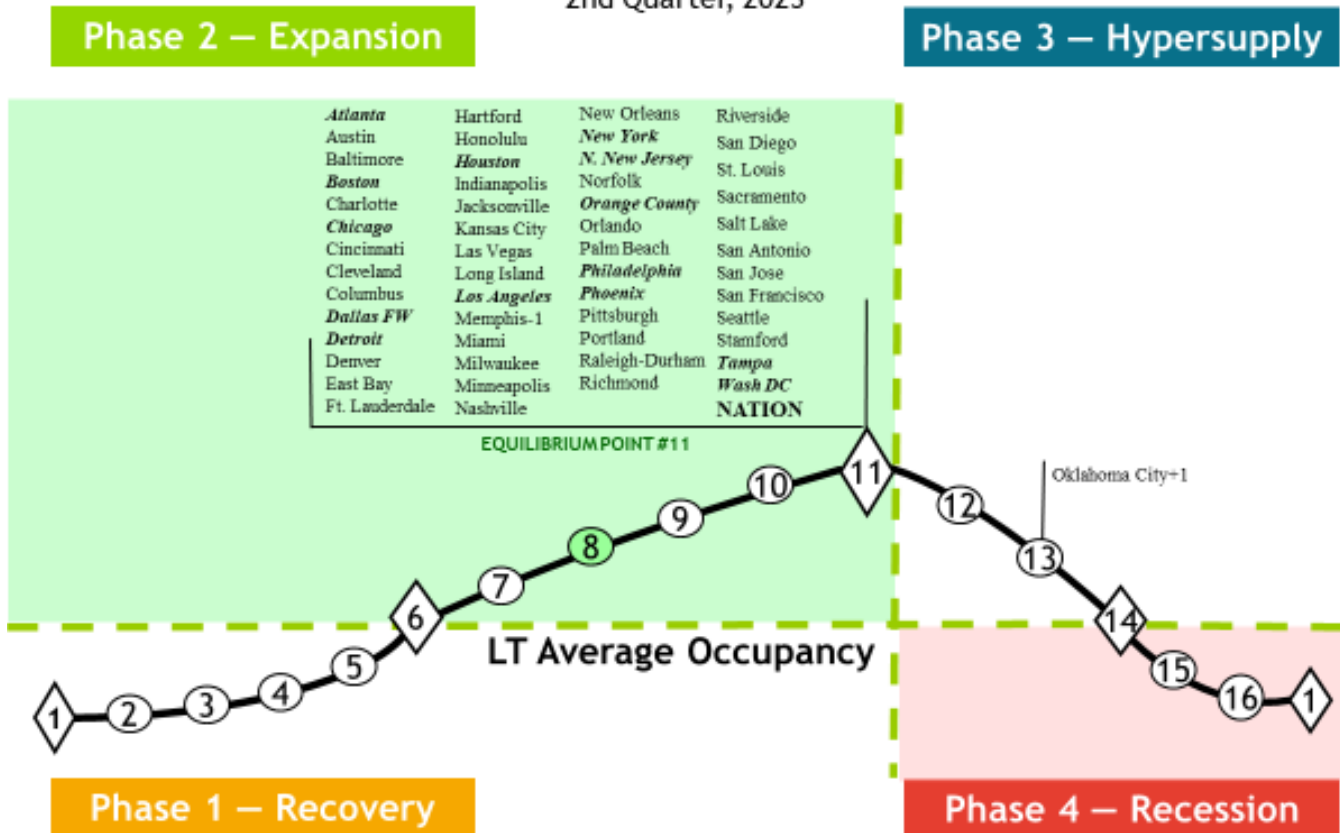 2nd Quarter, 2023
Phase 2 — Expansion
Phase 3 — Hypersupply
Atlanta
Austin
Baltimore
Boston
Charlotte
Chicago
Cincinnati
Cleveland
Columbus
Dallas FW
Detroit
Denver
East Bay
Ft. Lauderdale
Hartford
Honolulu
Houston
Indianapolis
Jacksonville
Kansas City
Las Vegas
Long Island
Los Angeles
Memphis-1
Miami
Milwaukee
Minneapolis
Nashville
New Orleans
New York
N. New Jersey
Norfolk
Orange County
Orlando
Palm Beach
Philadelphia
Phoenix
Pittsburgh
Portland
Raleigh-Durham
Richmond
Riverside
San Diego
St. Louis
Sacramento
Salt Lake
San Antonio
San Jose
San Francisco
Seattle
Stamford
Tampa
Wash DC
NATION
EQUILIBRIUM POINT #11
Oklahoma City+1
1
2
3
4
5
6
7
8
9
10
11
12
13
14
15
16
1
LT Average Occupancy
Phase 1 — Recovery
Phase 4 — Recession